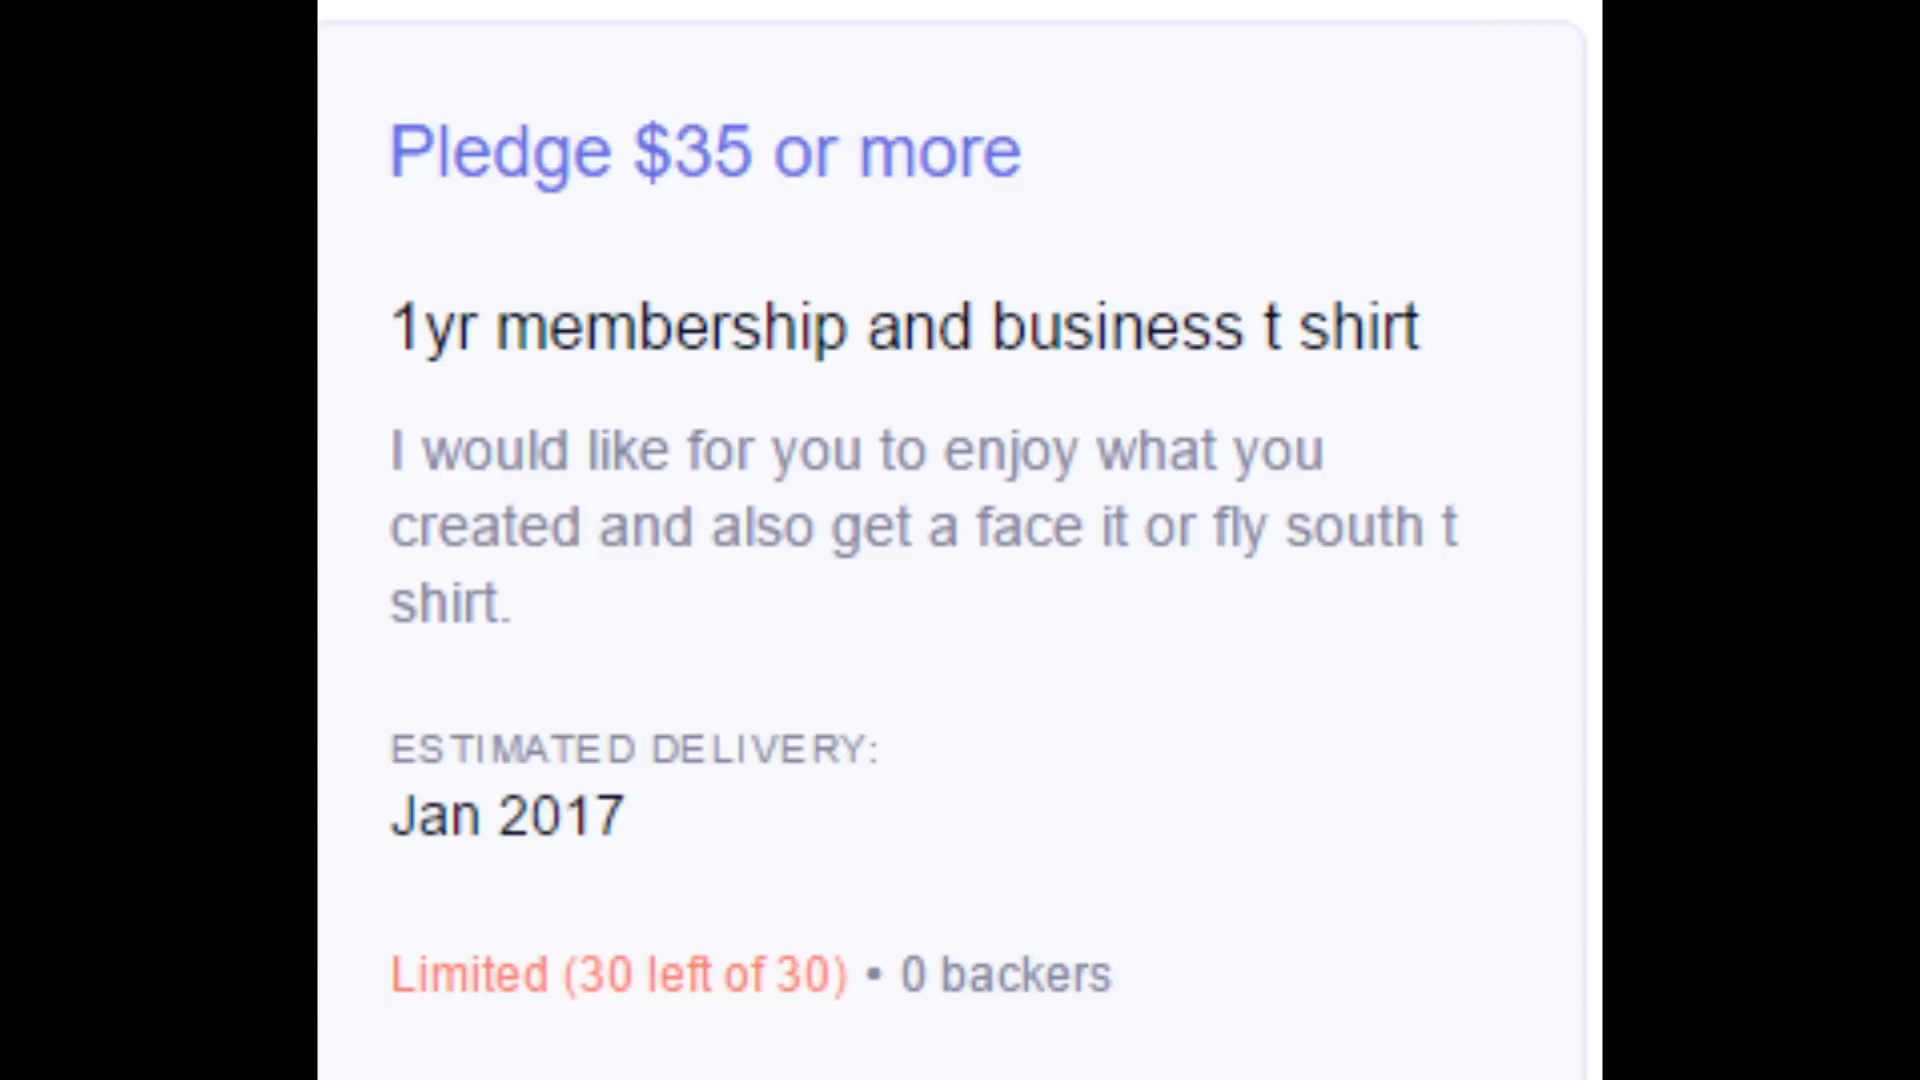 Pledge $35 or more
1yr membership and business t shirt
I would like for you to enjoy what you
created and also get a face it or fly south t
shirt.
ESTIMATED DELIVERY:
Jan 2017
Limited (30 left of 30) • 0 backers